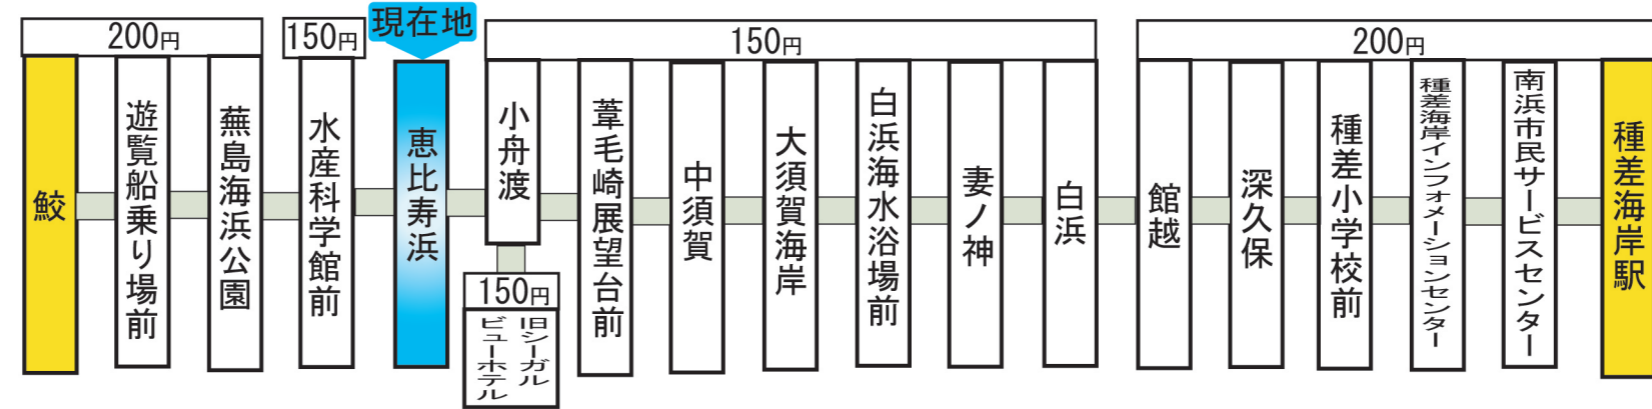 現在地
200円
150円
150円
200円
鮫
遊覧船乗り場前
蕪島海浜公園
水産科学館前
恵比寿浜
小舟渡
葦毛崎展望台前
中須賀
大須賀海岸
白浜海水浴場前
妻ノ神
白浜
館越
深久保
種差小学校前
種差海岸インフォメーションセンター
南浜市民サービスセンター
種差海岸駅
150円
旧シーガル
ビューホテル